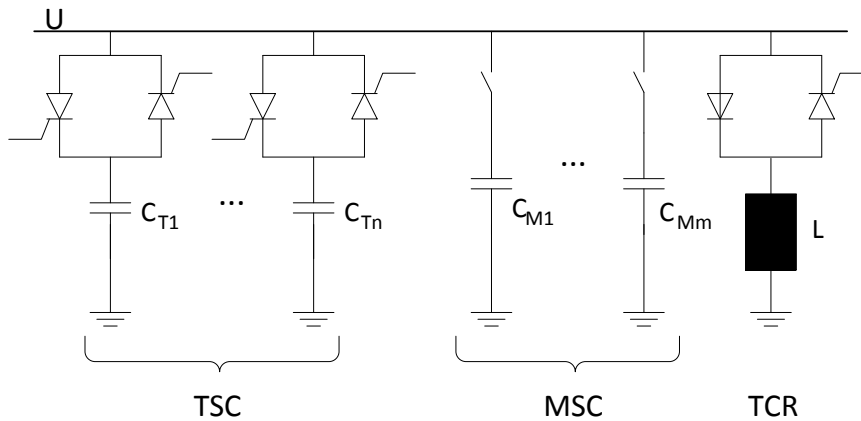 U
C_T1 ... C_Tn
... C_M1 C_Mm
L
TSC MSC TCR